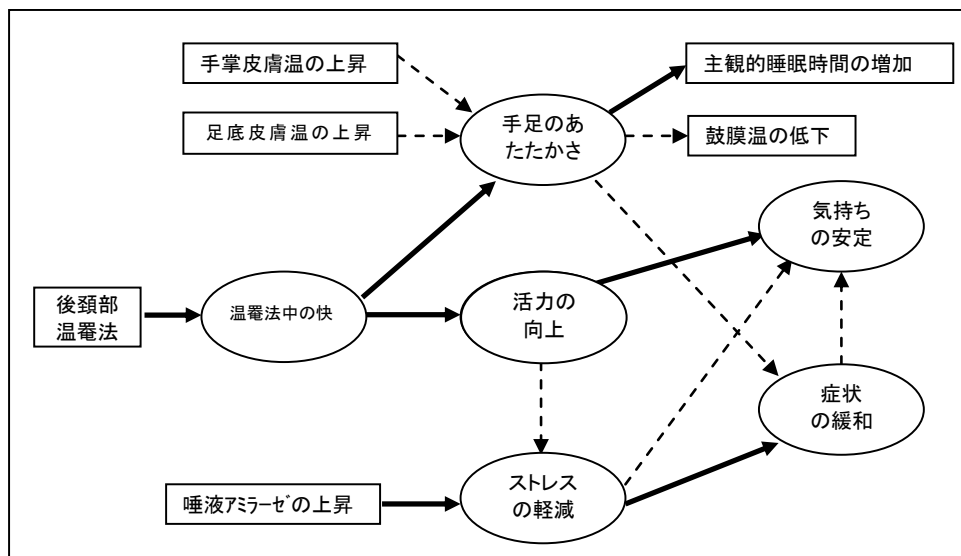 手掌皮膚温の上昇
主観的睡眠時間の増加
足底皮膚温の上昇
手足のあ
たたかさ
鼓膜温の低下
気持ち
の安定
後頚部
温罨法
温罨法中の快
活力の
向上
症状
の緩和
唾液ｱﾐﾗｰｾﾞの上昇
ストレス
の軽減